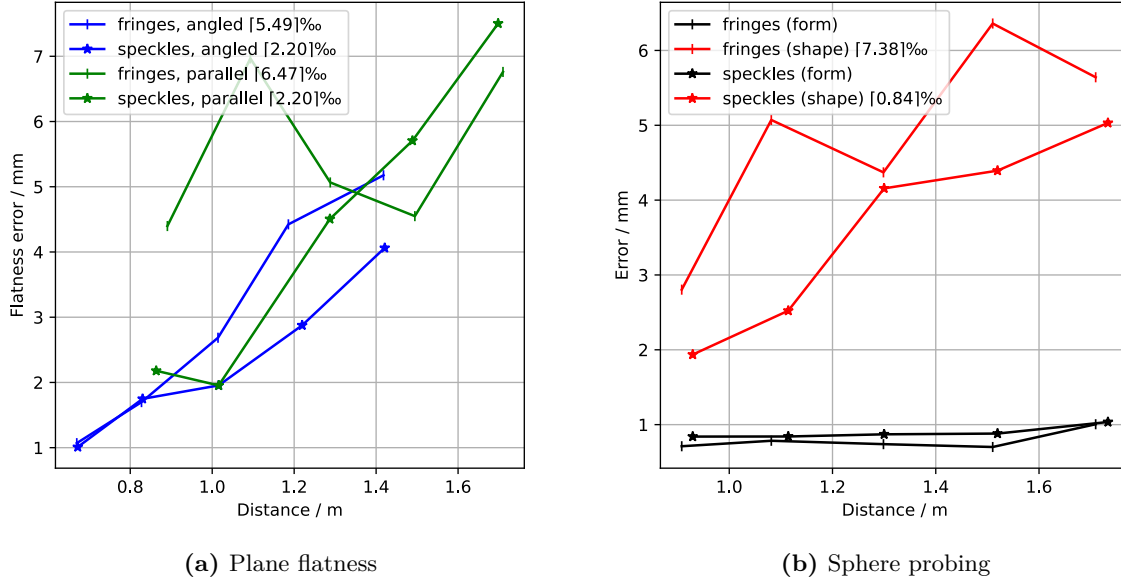 fringes, angled ⌈5.49⌉‰
speckles, angled ⌈2.20⌉‰
fringes, parallel ⌈6.47⌉‰
speckles, parallel ⌈2.20⌉‰
7
6
5
4
3
2
1
Flatness error / mm
0.8 1.0 1.2 1.4 1.6
Distance / m
(a) Plane flatness
fringes (form)
fringes (shape) ⌈7.38⌉‰
speckles (form)
speckles (shape) ⌈0.84⌉‰
6
5
4
3
2
1
Error / mm
1.0 1.2 1.4 1.6
Distance / m
(b) Sphere probing